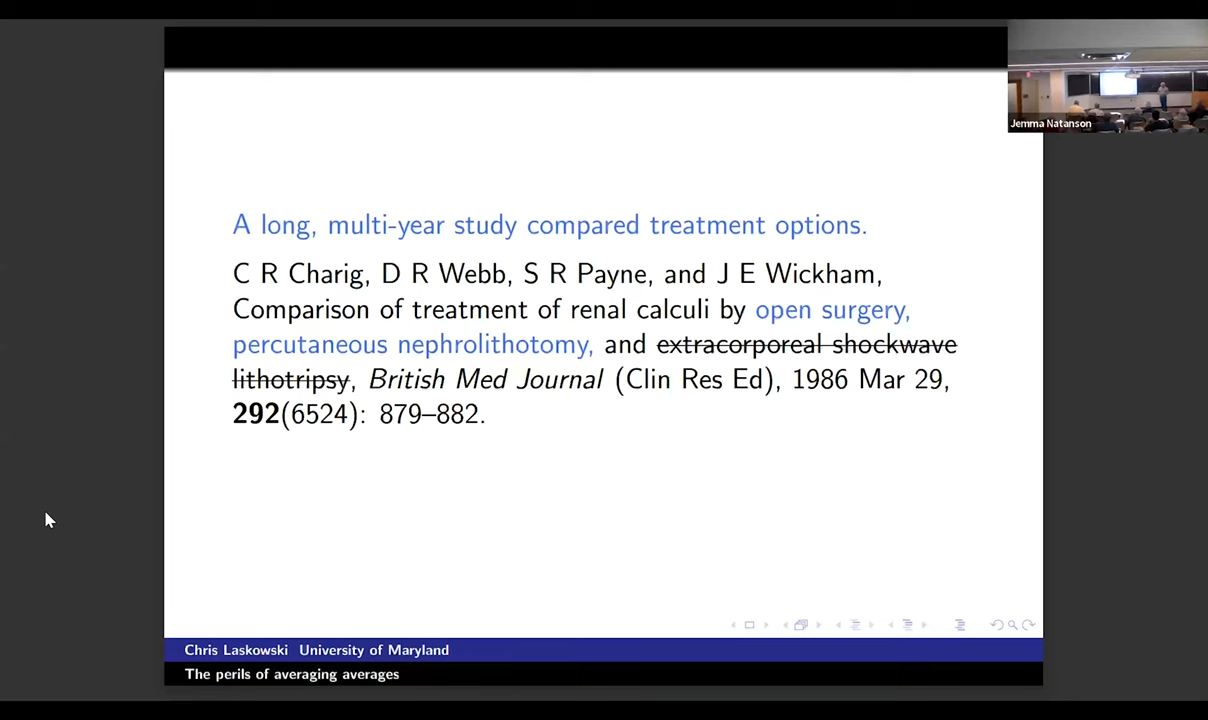 Jemma Natanson
A long, multi-year study compared treatment options.
C R Charig, D R Webb, S R Payne, and J E Wickham,
Comparison of treatment of renal calculi by open surgery,
percutaneous nephrolithotomy, and extracorporeal shockwave
lithotripsy, British Med Journal (Clin Res Ed), 1986 Mar 29,
292(6524): 879–882.
Chris Laskowski University of Maryland
The perils of averaging averages